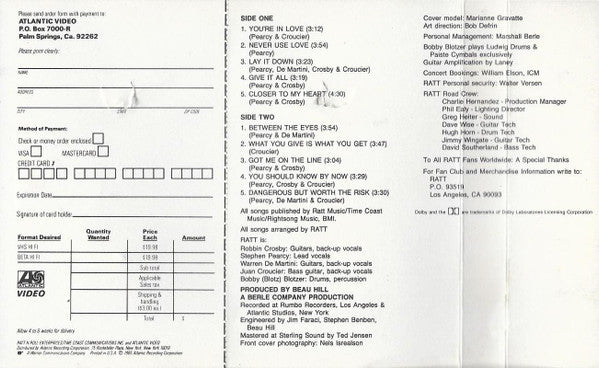 Please send order form and payment to:
ATLANTIC VIDEO
P.O. Box 7000-R
Palm Springs, Ca. 92262
Please print clearly:
NAME
ADDRESS
CITY STATE ZIP CODE
Method of Payment:
Check or money order enclosed
VISA MASTERCARD
CREDIT CARD #
Expiration Date
Signature of card holder
Format Desired Quantity Wanted Price Each Amount
VHS HI FI $19.98
BETA HI FI $19.98
Sub total
Applicable Sales tax
Shipping & handling ($3.00 ea.)
Total $
ATLANTIC
VIDEO
Allow 4 to 6 weeks for delivery
SIDE ONE
1. YOU'RE IN LOVE (3:12)
(Pearcy & Croucier)
2. NEVER USE LOVE (3:54)
(Pearcy)
3. LAY IT DOWN (3:23)
(Pearcy, De Martini, Crosby & Croucier)
4. GIVE IT ALL (3:19)
(Pearcy & Crosby)
5. CLOSER TO MY HEART (4:30)
(Pearcy & Crosby)
SIDE TWO
1. BETWEEN THE EYES (3:54)
(Pearcy & De Martini)
2. WHAT YOU GIVE IS WHAT YOU GET (3:47)
(Croucier)
3. GOT ME ON THE LINE (3:04)
(Pearcy & Crosby)
4. YOU SHOULD KNOW BY NOW (3:29)
(Pearcy, Crosby & Croucier)
5. DANGEROUS BUT WORTH THE RISK (3:30)
(Pearcy, De Martini & Croucier)
All songs published by Ratt Music/Time Coast
Music/Rightsong Music, BMI.
All songs arranged by RATT
RATT is:
Robbin Crosby: Guitars, back-up vocals
Stephen Pearcy: Lead vocals
Warren De Martini: Guitars, back-up vocals
Juan Croucier: Bass guitar, back-up vocals
Bobby (Blotz) Blotzer: Drums, percussion
PRODUCED BY BEAU HILL
A BERLE COMPANY PRODUCTION
Recorded at Rumbo Recorders, Los Angeles &
Atlantic Studios, New York
Engineered by Jim Faraci, Stephen Benben,
Beau Hill
Mastered at Sterling Sound by Ted Jensen
Front cover photography: Nels Isrealson
Cover model: Marianne Gravatte
Art direction: Bob Defrin
Personal Management: Marshall Berle
Bobby Blotzer plays Ludwig Drums &
Paiste Cymbals exclusively
Guitar Amplification by Laney
Concert Bookings: William Elson, ICM
RATT Personal security: Walter Versen
RATT Road Crew:
Charlie Hernandez - Production Manager
Phil Ealy - Lighting Director
Greg Heiter - Sound
Dave Wise - Guitar Tech
Hugh Horn - Drum Tech
Jimmy Wingate - Guitar Tech
David Southerland - Bass Tech
To All RATT Fans Worldwide: A Special Thanks
For Fan Club and Merchandise Information write to:
RATT
P.O. 93519
Los Angeles, CA 90093
Dolby and the are trademarks of Dolby Laboratories Licensing Corporation